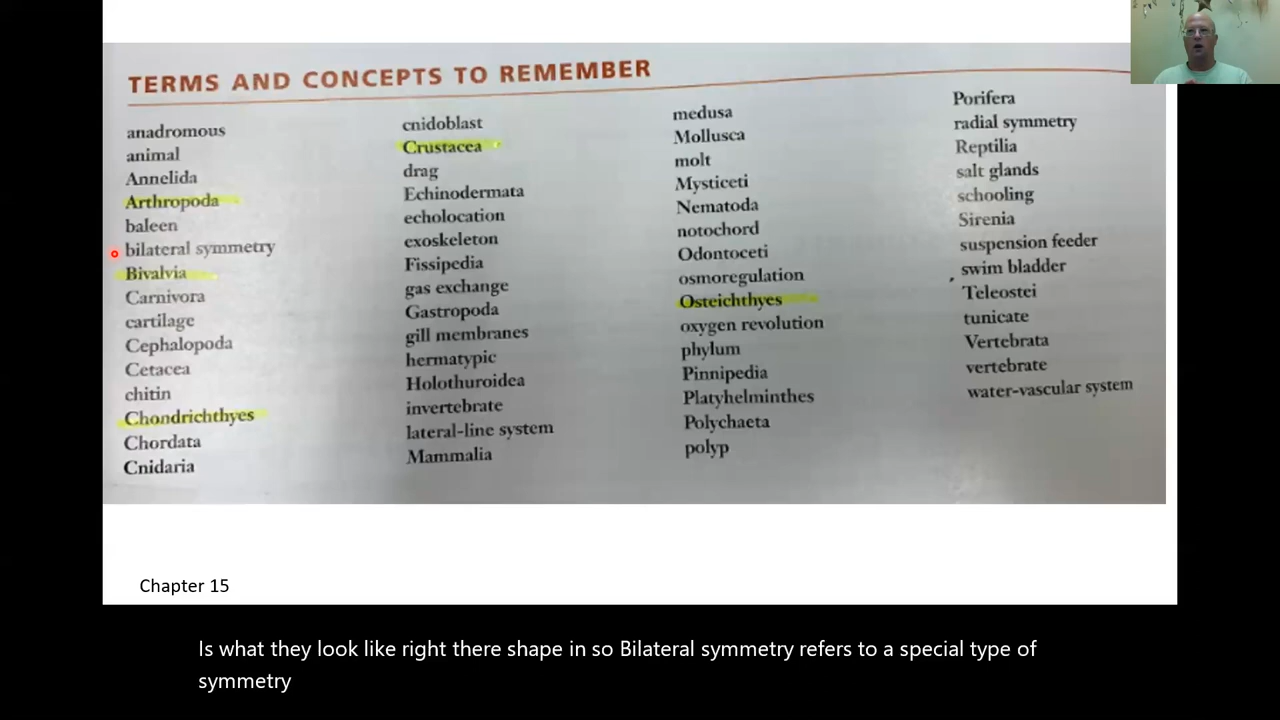 TERMS AND CONCEPTS TO REMEMBER
anadromous
animal
Annelida
Arthropoda
baleen
bilateral symmetry
Bivalvia
Carnivora
cartilage
Cephalopoda
Cetacea
chitin
Chondrichthyes
Chordata
Cnidaria
cnidoblast
Crustacea
drag
Echinodermata
echolocation
exoskeleton
Fissipedia
gas exchange
Gastropoda
gill membranes
hermatypic
Holothuroidea
invertebrate
lateral-line system
Mammalia
medusa
Mollusca
molt
Mysticeti
Nematoda
notochord
Odontoceti
osmoregulation
Osteichthyes
oxygen revolution
phylum
Pinnipedia
Platyhelminthes
Polychaeta
polyp
Porifera
radial symmetry
Reptilia
salt glands
schooling
Sirenia
suspension feeder
swim bladder
Teleostei
tunicate
Vertebrata
vertebrate
water-vascular system
Chapter 15
Is what they look like right there shape in so Bilateral symmetry refers to a special type of
symmetry